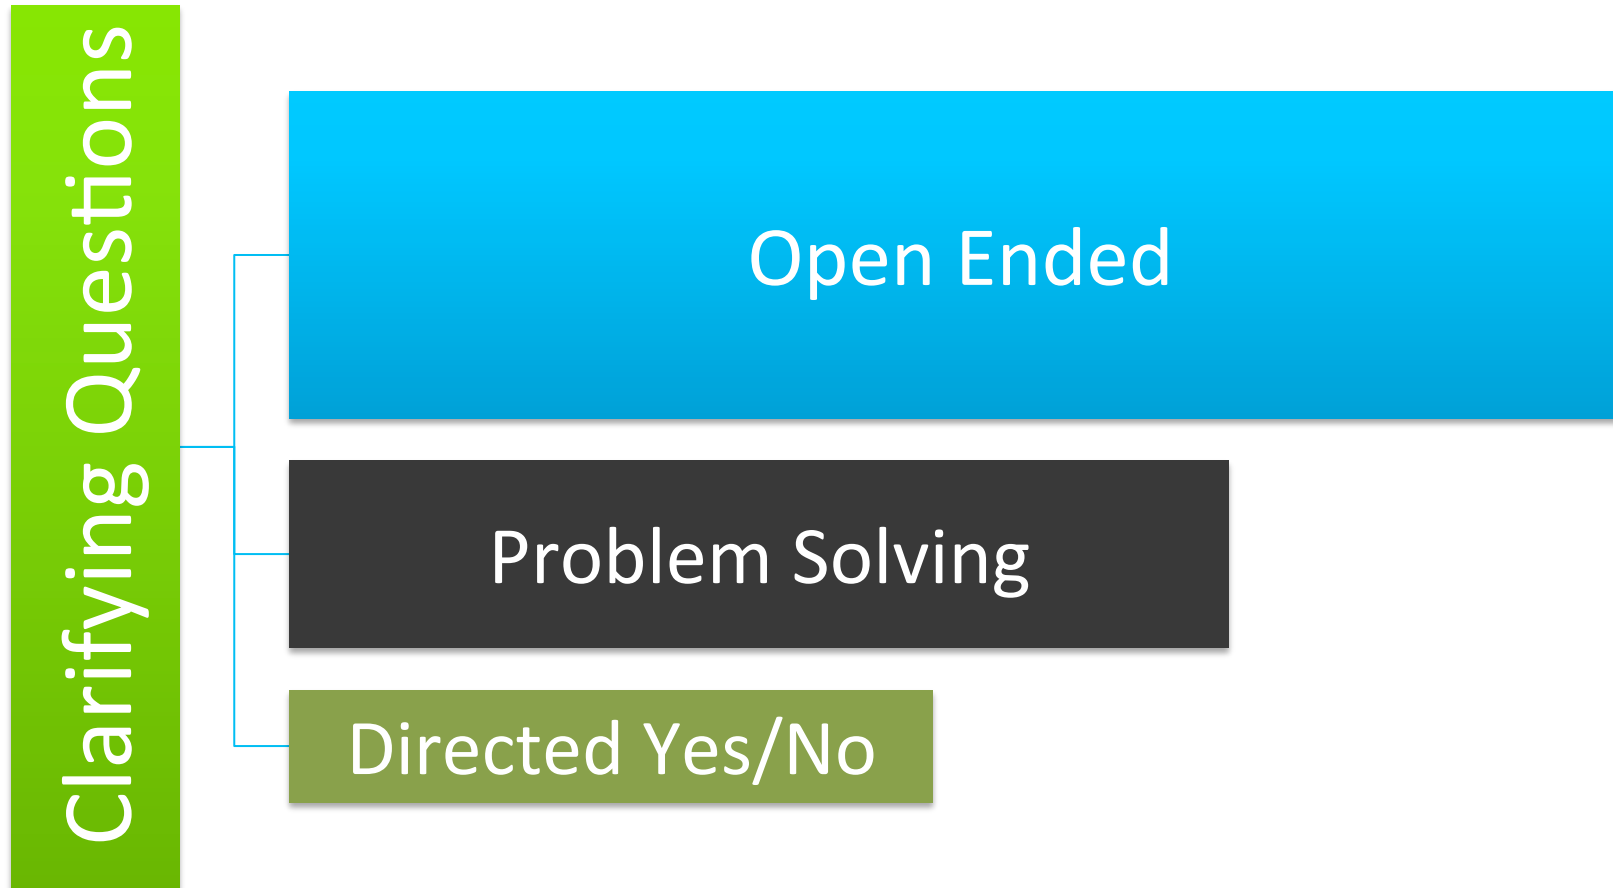 Clarifying Questions
Open Ended
Problem Solving
Directed Yes/No